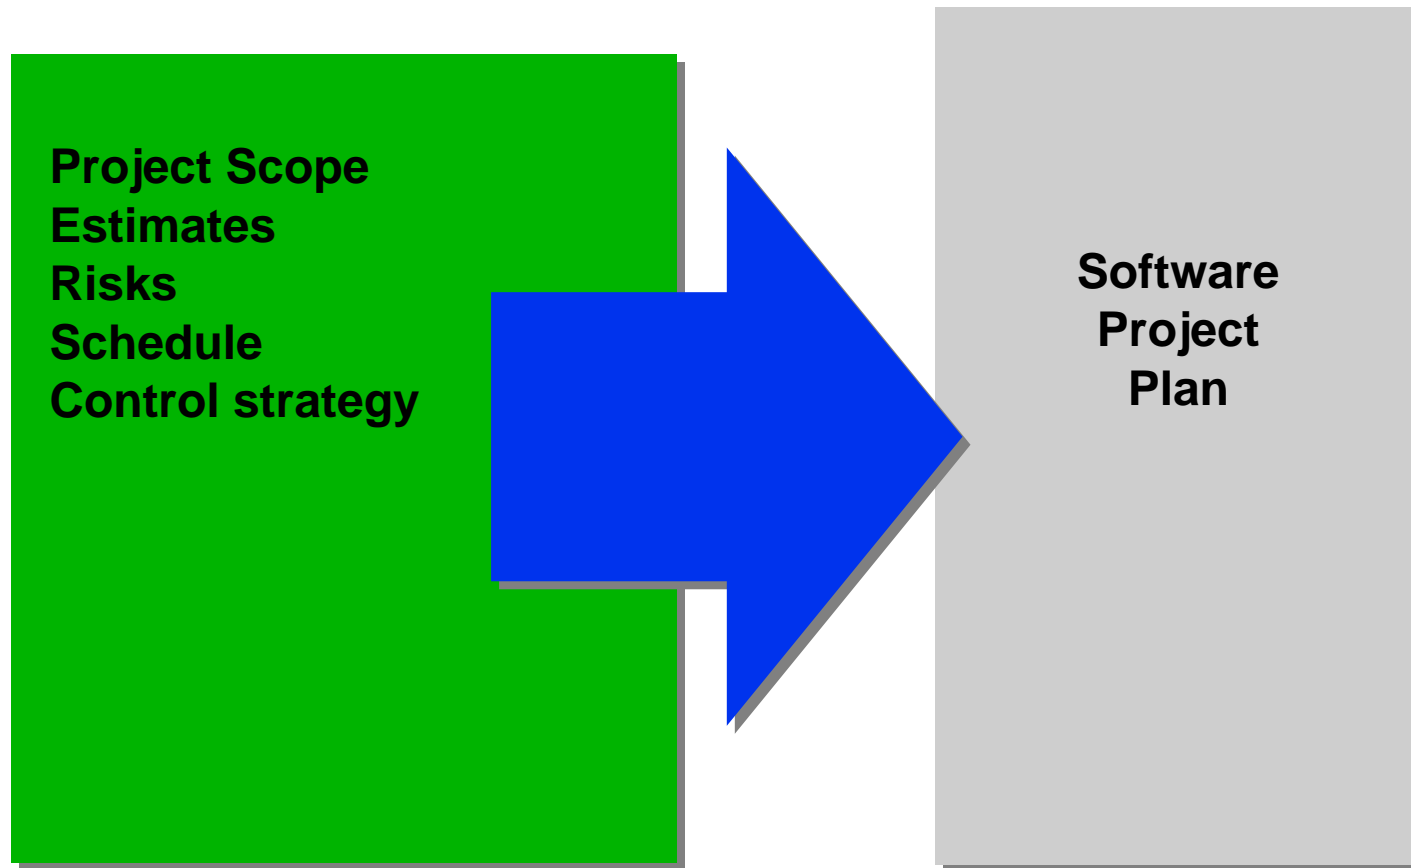 Project Scope
Estimates
Risks
Schedule
Control strategy
Software
Project
Plan